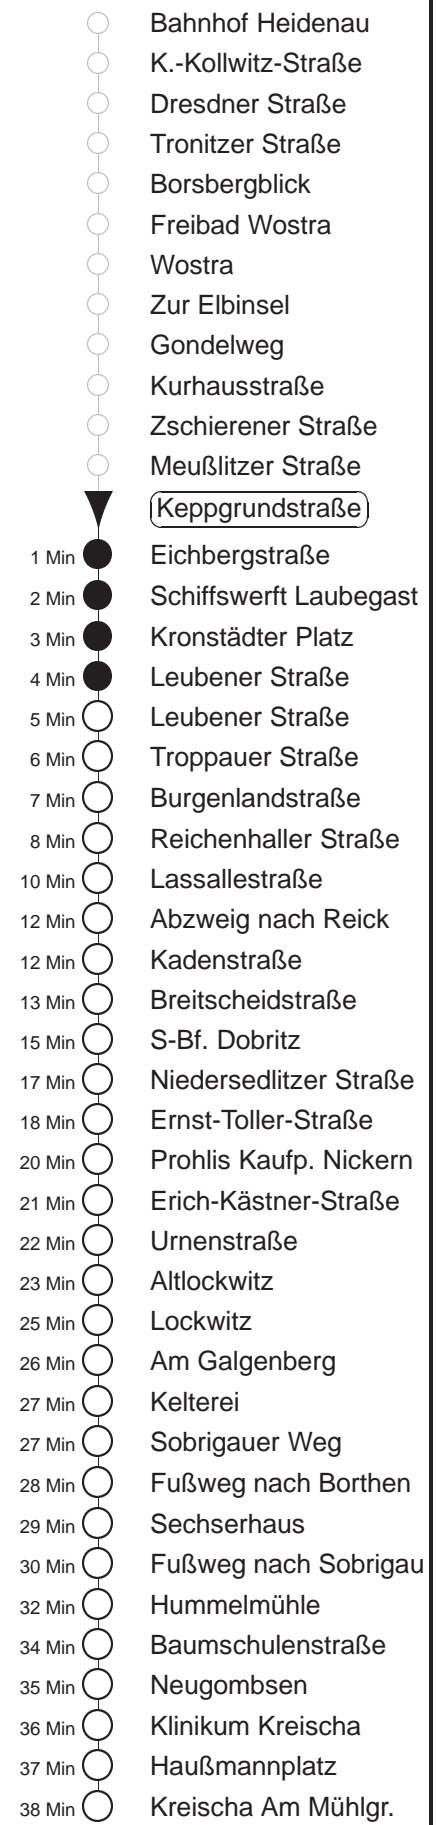 Bahnhof Heidenau
K.-Kollwitz-Straße
Dresdner Straße
Tronitzer Straße
Borsbergblick
Freibad Wostra
Wostra
Zur Elbinsel
Gondelweg
Kurhausstraße
Zschierener Straße
Meußlitzer Straße
Keppgrundstraße
1 Min Eichbergstraße
2 Min Schiffswerft Laubegast
3 Min Kronstädter Platz
4 Min Leubener Straße
5 Min Leubener Straße
6 Min Troppauer Straße
7 Min Burgenlandstraße
8 Min Reichenhaller Straße
10 Min Lassallestraße
12 Min Abzweig nach Reick
12 Min Kadenstraße
13 Min Breitscheidstraße
15 Min S-Bf. Dobritz
17 Min Niedersedlitzer Straße
18 Min Ernst-Toller-Straße
20 Min Prohlis Kaufp. Nickern
21 Min Erich-Kästner-Straße
22 Min Urnenstraße
23 Min Altlockwitz
25 Min Lockwitz
26 Min Am Galgenberg
27 Min Kelterei
27 Min Sobrigauer Weg
28 Min Fußweg nach Borthen
29 Min Sechserhaus
30 Min Fußweg nach Sobrigau
32 Min Hummelmühle
34 Min Baumschulenstraße
35 Min Neugombsen
36 Min Klinikum Kreischa
37 Min Haußmannplatz
38 Min Kreischa Am Mühlgr.